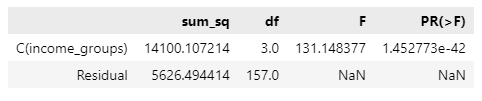 sum_sq df F PR(>F)
C(income_groups) 14100.107214 3.0 131.148377 1.452773e-42
Residual 5626.494414 157.0 NaN NaN